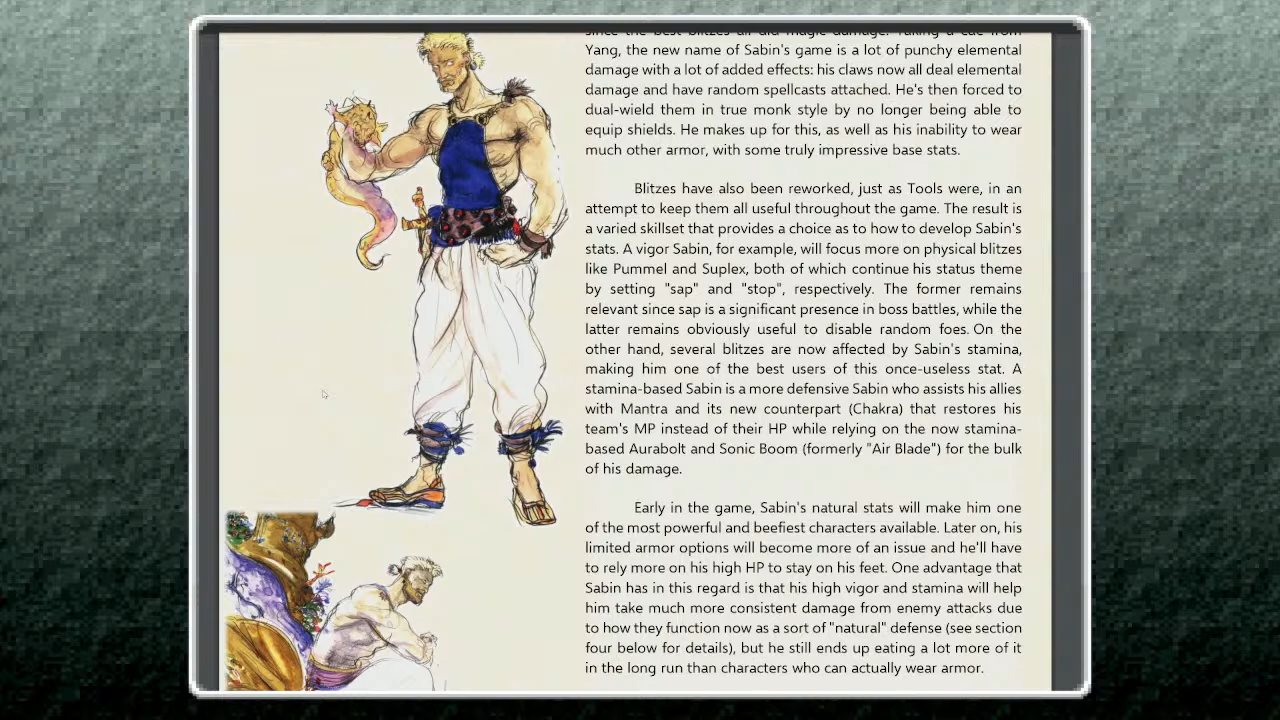 since the best blitzes all did magic damage. Taking a cue from
Yang, the new name of Sabin's game is a lot of punchy elemental
damage with a lot of added effects: his claws now all deal elemental
damage and have random spellcasts attached. He's then forced to
dual-wield them in true monk style by no longer being able to
equip shields. He makes up for this, as well as his inability to wear
much other armor, with some truly impressive base stats.
Blitzes have also been reworked, just as Tools were, in an
attempt to keep them all useful throughout the game. The result is
a varied skillset that provides a choice as to how to develop Sabin's
stats. A vigor Sabin, for example, will focus more on physical blitzes
like Pummel and Suplex, both of which continue his status theme
by setting "sap" and "stop", respectively. The former remains
relevant since sap is a significant presence in boss battles, while the
latter remains obviously useful to disable random foes. On the
other hand, several blitzes are now affected by Sabin's stamina,
making him one of the best users of this once-useless stat. A
stamina-based Sabin is a more defensive Sabin who assists his allies
with Mantra and its new counterpart (Chakra) that restores his
team's MP instead of their HP while relying on the now stamina-
based Aurabolt and Sonic Boom (formerly "Air Blade") for the bulk
of his damage.
Early in the game, Sabin's natural stats will make him one
of the most powerful and beefiest characters available. Later on, his
limited armor options will become more of an issue and he'll have
to rely more on his high HP to stay on his feet. One advantage that
Sabin has in this regard is that his high vigor and stamina will help
him take much more consistent damage from enemy attacks due
to how they function now as a sort of "natural" defense (see section
four below for details), but he still ends up eating a lot more of it
in the long run than characters who can actually wear armor.